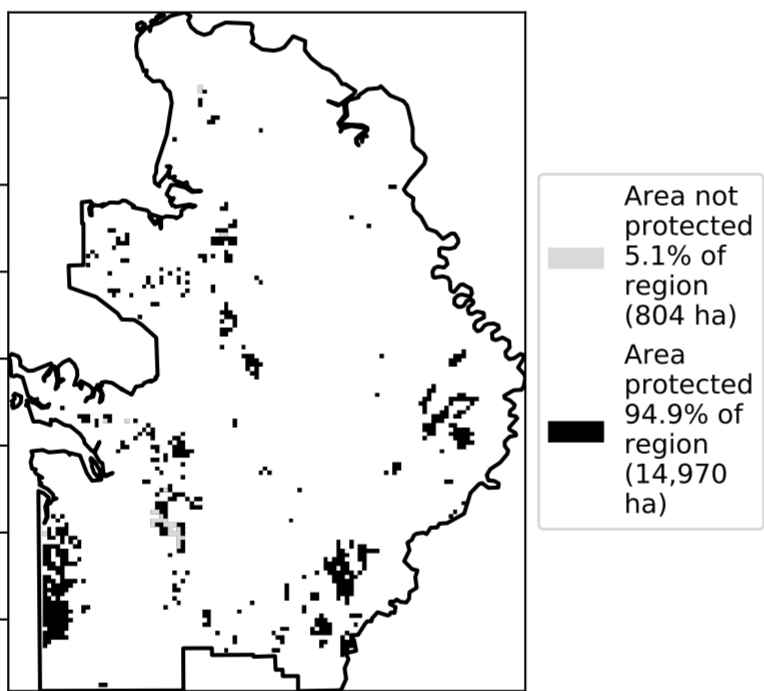 Area not
protected
5.1% of
region
(804 ha)
Area
protected
94.9% of
region
(14,970
ha)